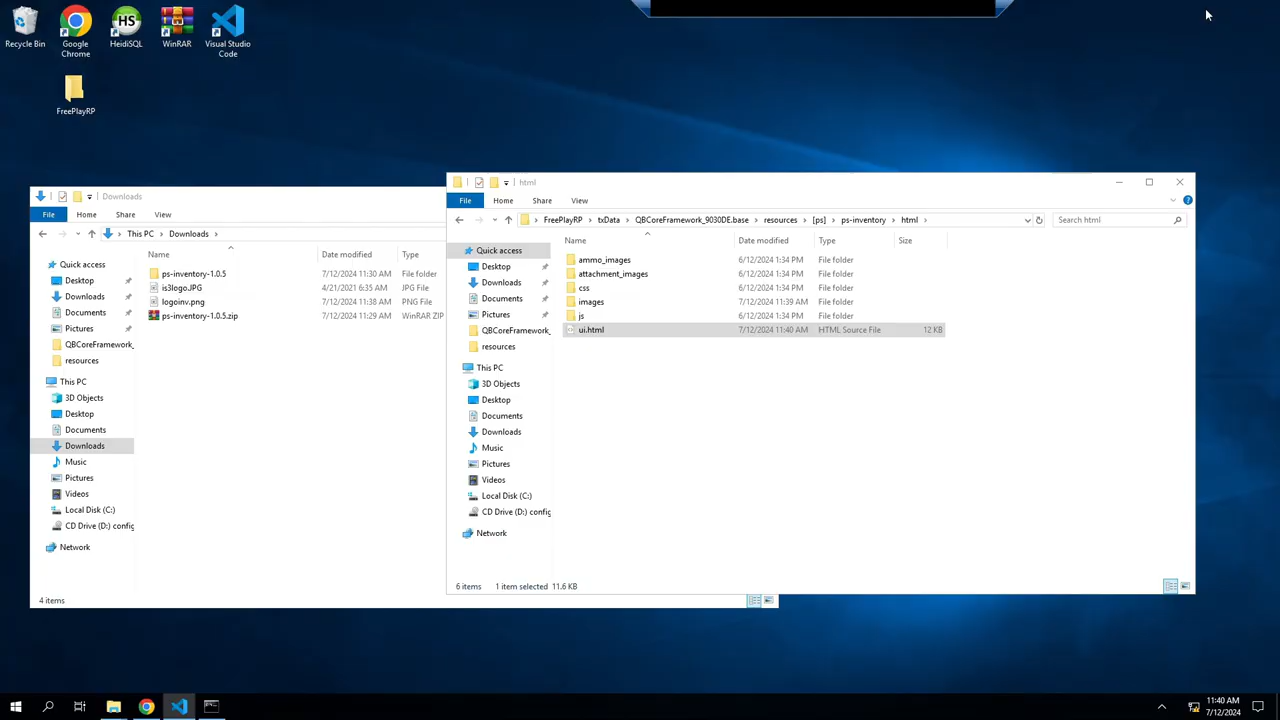 Recycle Bin
Google
Chrome
HS
HeidiSQL
WinRAR
Visual Studio
Code
FreePlayRP
Downloads
File Home Share View
This PC Downloads
Name Date modified Type
Quick access
Desktop
Downloads
Documents
Pictures
QBCoreFramework_
resources
This PC
3D Objects
Desktop
Documents
Downloads
Music
Pictures
Videos
Local Disk (C:)
CD Drive (D:) config
Network
ps-inventory-1.0.5 7/12/2024 11:30 AM File folder
is3logo.JPG 4/21/2021 6:35 AM JPG File
logoinv.png 7/12/2024 11:38 AM PNG File
ps-inventory-1.0.5.zip 7/12/2024 11:29 AM WinRAR ZIP
4 items
html
File Home Share View
FreePlayRP txData QBCoreFramework_9030DE.base resources [ps] ps-inventory html
Search html
Name Date modified Type Size
Quick access
Desktop
Downloads
Documents
Pictures
QBCoreFramework_
resources
This PC
3D Objects
Desktop
Documents
Downloads
Music
Pictures
Videos
Local Disk (C:)
CD Drive (D:) config
Network
ammo_images 6/12/2024 1:34 PM File folder
attachment_images 6/12/2024 1:34 PM File folder
css 6/12/2024 1:34 PM File folder
images 7/12/2024 11:39 AM File folder
js 6/12/2024 1:34 PM File folder
ui.html 7/12/2024 11:40 AM HTML Source File 12 KB
6 items 1 item selected 11.6 KB
11:40 AM
7/12/2024